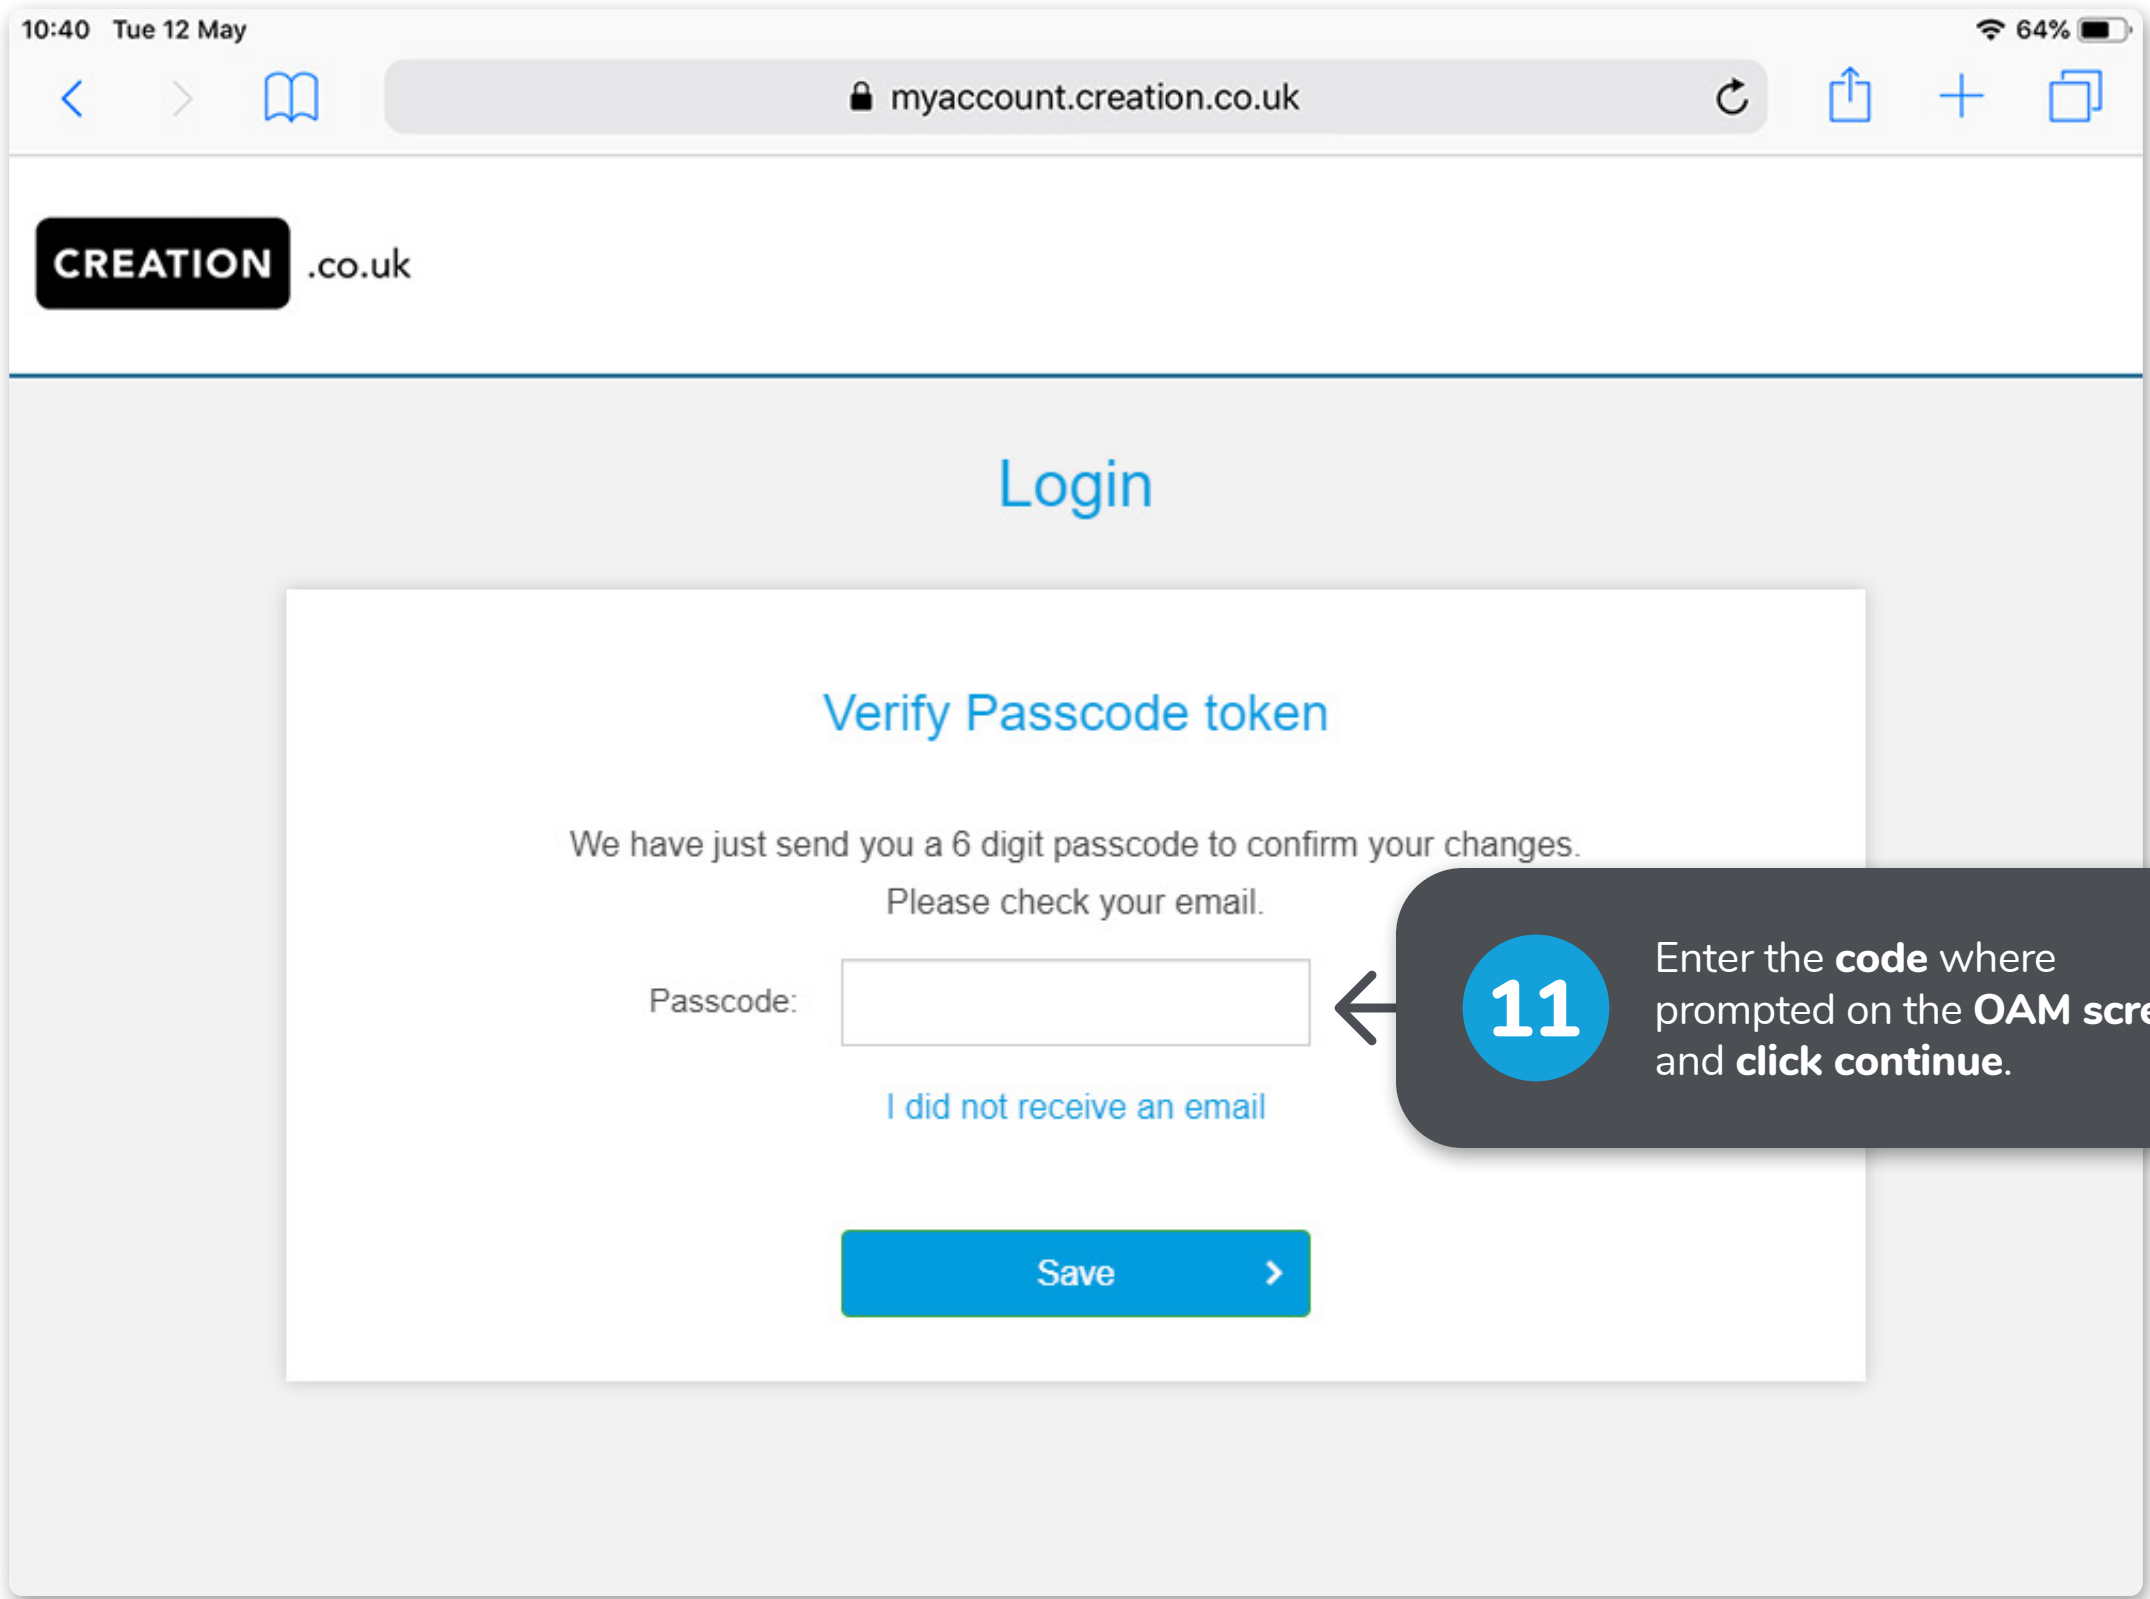 10:40 Tue 12 May
64%
myaccount.creation.co.uk
CREATION .co.uk
Login
Verify Passcode token
We have just send you a 6 digit passcode to confirm your changes.
Please check your email.
Passcode:
I did not receive an email
Save
11
Enter the code where
prompted on the OAM scre
and click continue.